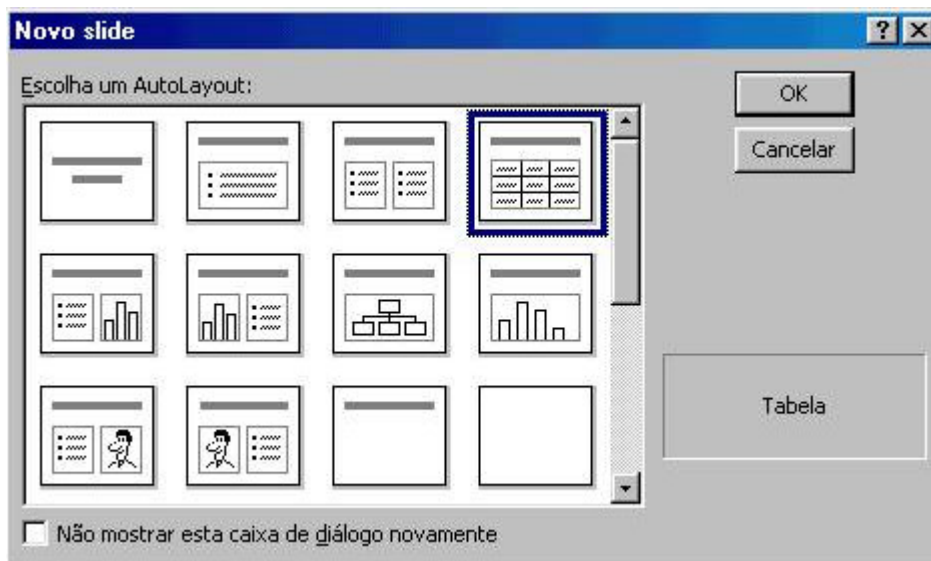 Novo slide
Escolha um AutoLayout:
OK
Cancelar
Tabela
Não mostrar esta caixa de diálogo novamente